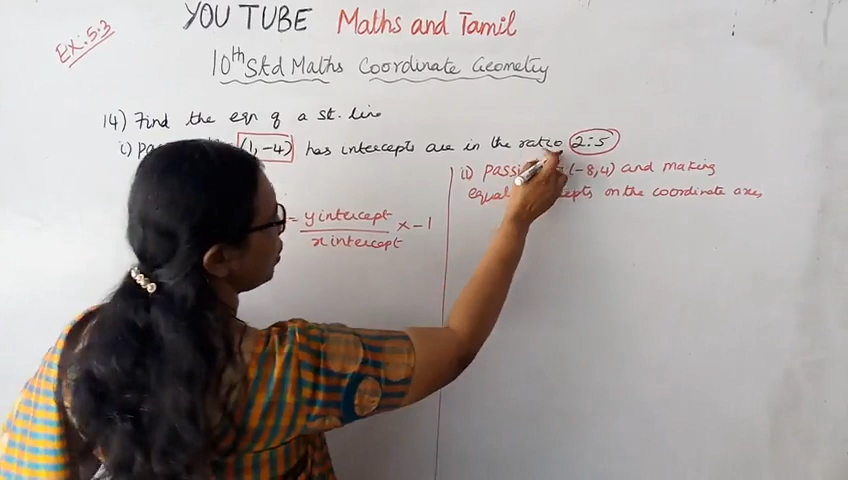 YOU TUBE Maths and Tamil
Ex: 5.3
10th Std Maths Coordinate Geometry
14) Find the eqn of a st. line
i) (1, -4) has intercepts are in the ratio 2:5
ii) (-8, 4) and making
equal on the coordinate axes
= y intercept
x intercept × -1